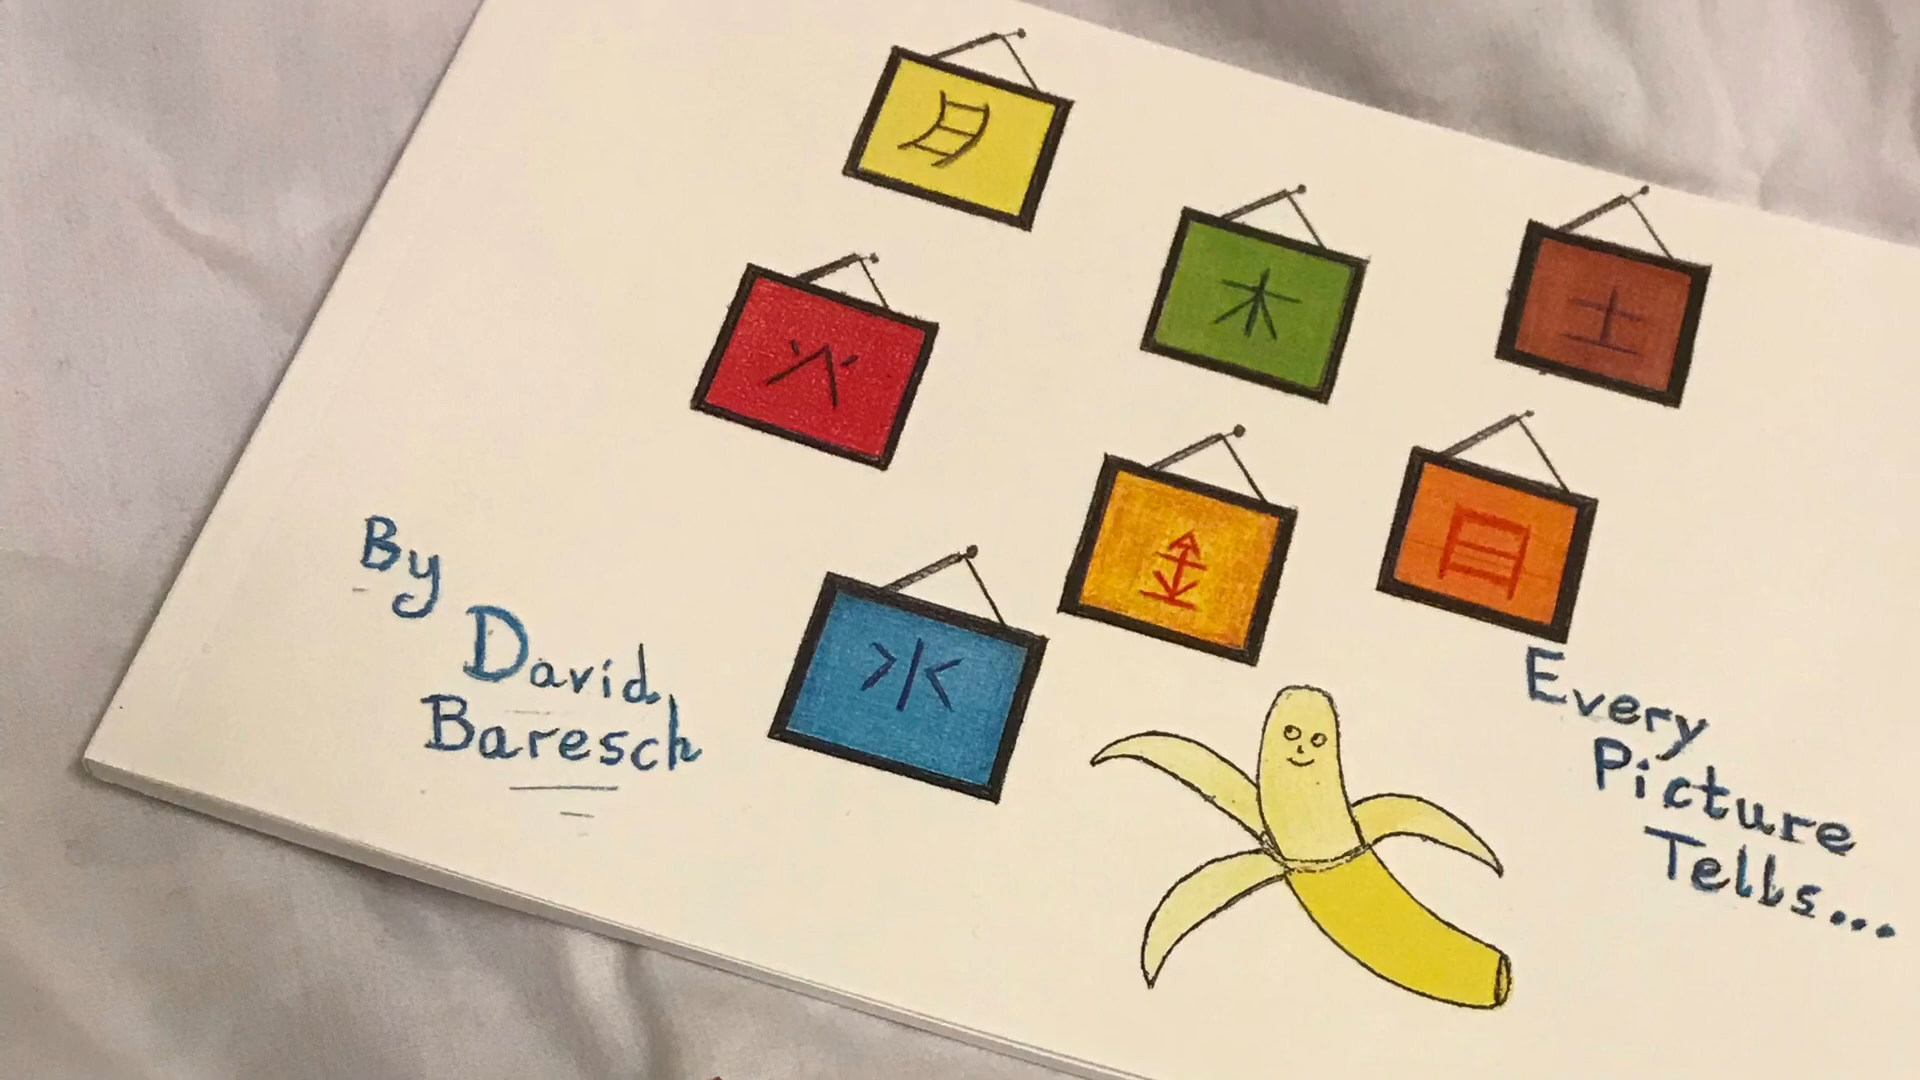 月
火
木
土
水
金
日
By
David
Baresch
Every
Picture
Tells...